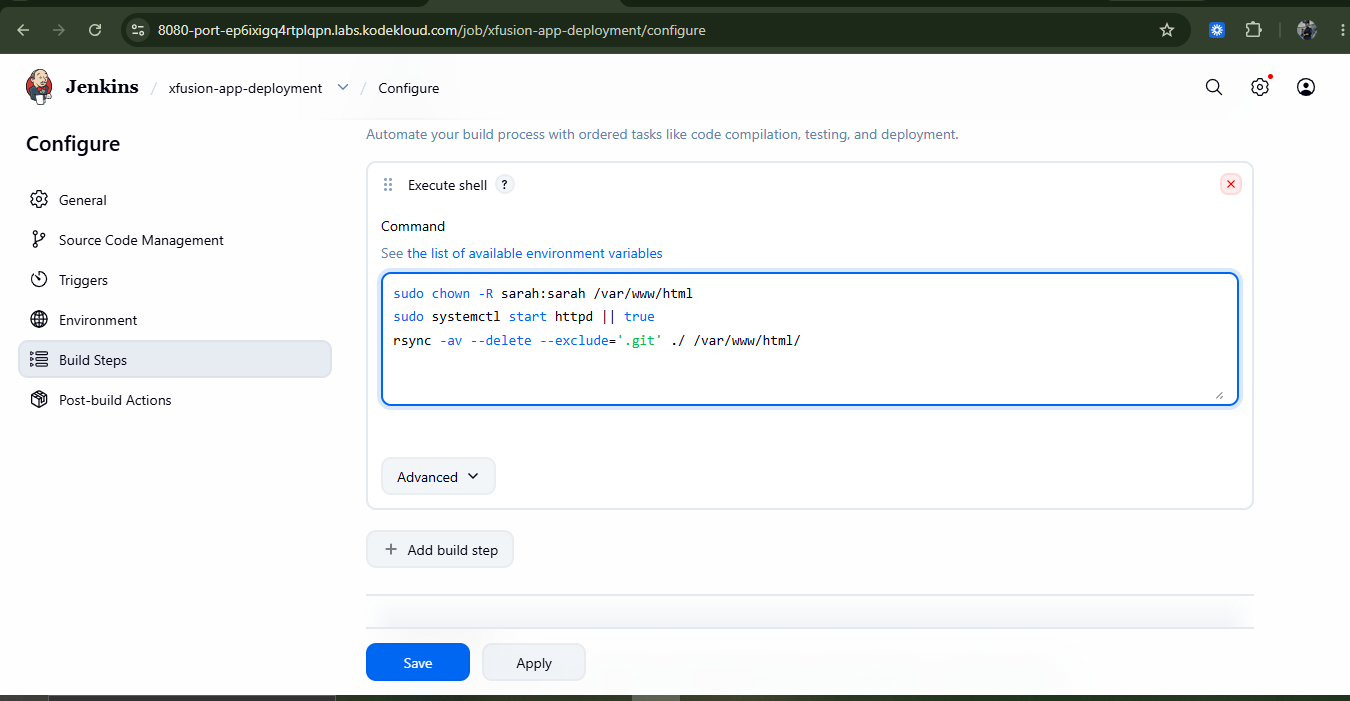 8080-port-ep6ixigq4rtplqpn.labs.kodekloud.com/job/xfusion-app-deployment/configure
Jenkins / xfusion-app-deployment / Configure
Configure
General
Source Code Management
Triggers
Environment
Build Steps
Post-build Actions
Automate your build process with ordered tasks like code compilation, testing, and deployment.
Execute shell ?
Command
See the list of available environment variables
sudo chown -R sarah:sarah /var/www/html
sudo systemctl start httpd || true
rsync -av --delete --exclude='.git' ./ /var/www/html/
Advanced
+ Add build step
Save Apply